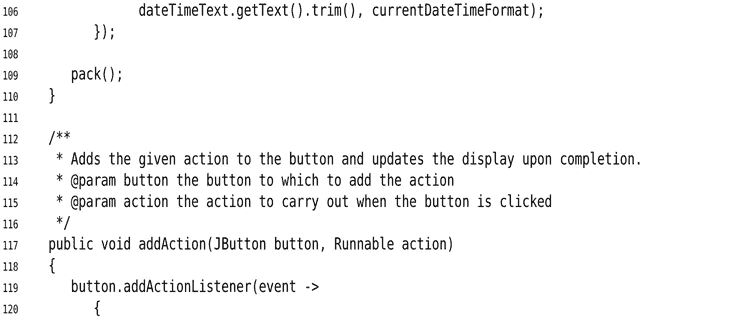 106 dateTimeText.getText().trim(), currentDateTimeFormat);
107 });
108
109 pack();
110 }
111
112 /**
113 * Adds the given action to the button and updates the display upon completion.
114 * @param button the button to which to add the action
115 * @param action the action to carry out when the button is clicked
116 */
117 public void addAction(JButton button, Runnable action)
118 {
119 button.addActionListener(event ->
120 {